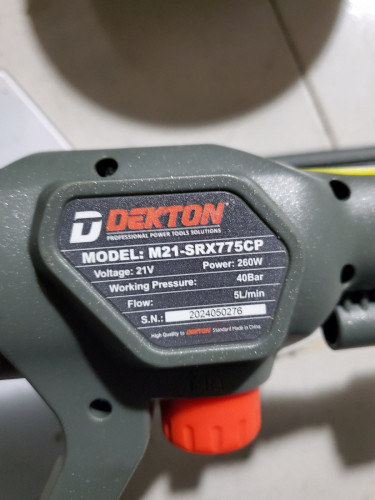 D DEKTON
PROFESSIONAL POWER TOOLS SOLUTIONS
MODEL: M21-SRX775CP
Voltage: 21V Power: 260W
Working Pressure: 40Bar
Flow: 5L/min
S.N.: 2024050276
High Quality to DEKTON Standard Made in China